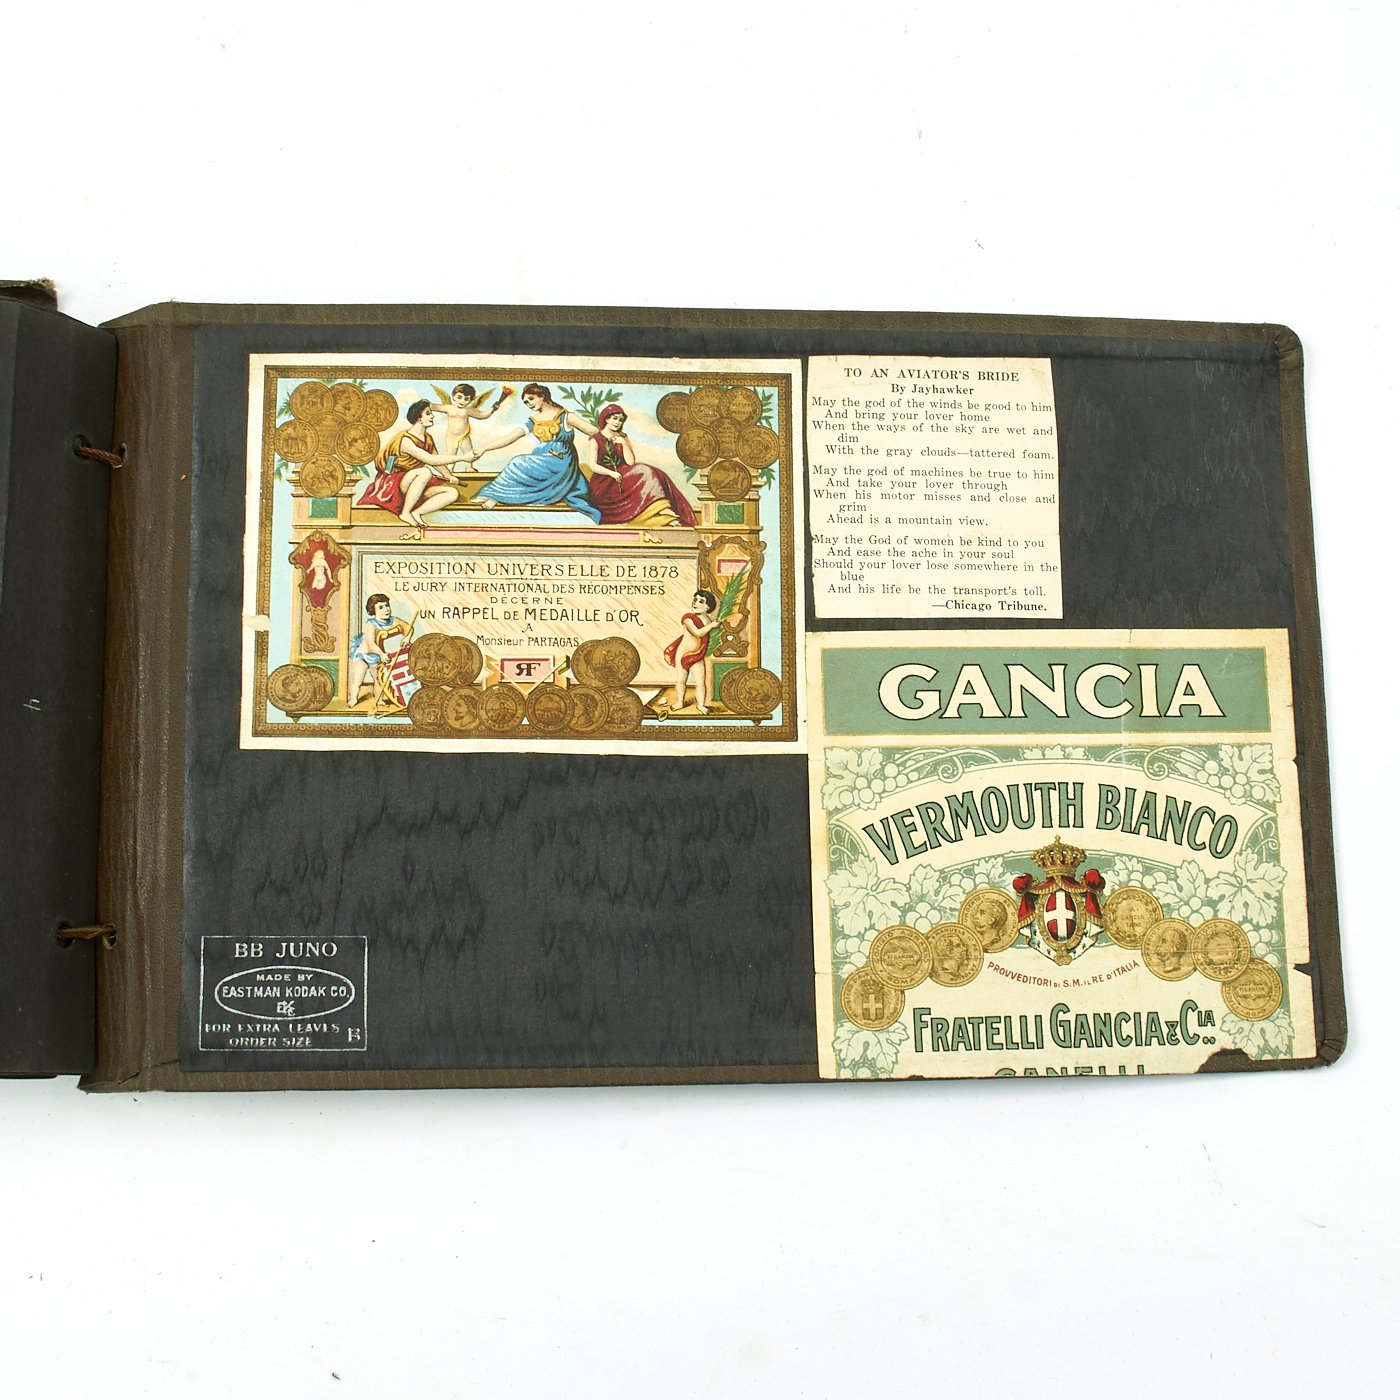 EXPOSITION UNIVERSELLE DE 1878
LE JURY INTERNATIONAL DES RÉCOMPENSES
DÉCERNE
UN RAPPEL DE MEDAILLE D'OR
A
Monsieur PARTAGAS
RF
TO AN AVIATOR'S BRIDE
By Jayhawker
May the god of the winds be good to him
And bring your lover home
When the ways of the sky are wet and
dim
With the gray clouds—tattered foam.
May the god of machines be true to him
And take your lover through
When his motor misses and close and
grim
Ahead is a mountain view.
May the God of women be kind to you
And ease the ache in your soul
Should your lover lose somewhere in the
blue
And his life be the transport's toll.
—Chicago Tribune.
GANCIA
VERMOUTH BIANCO
PROVVEDITORI DI S.M. IL RE D'ITALIA
FRATELLI GANCIA & CIA
CANELLI
BB JUNO
MADE BY
EASTMAN KODAK CO.
FOR EXTRA LEAVES
ORDER SIZE B
4